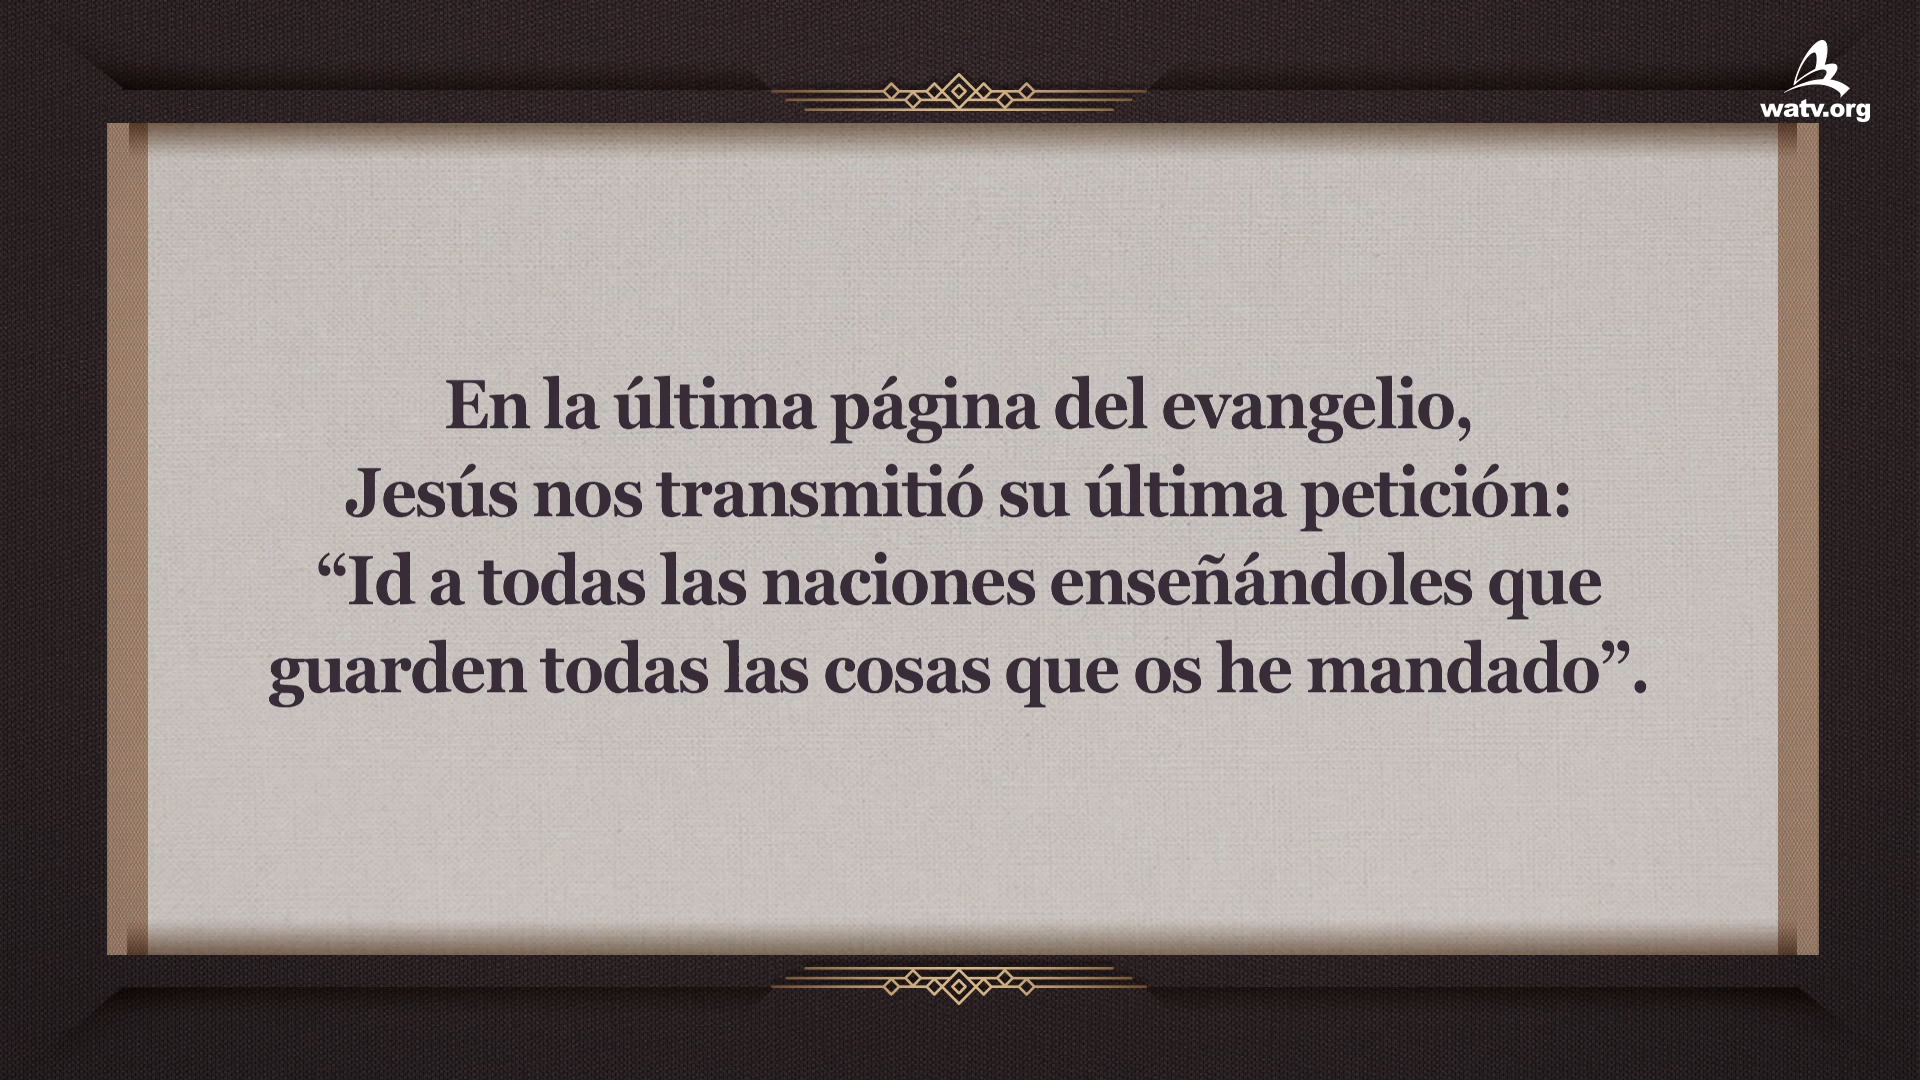 watv.org
En la última página del evangelio,
Jesús nos transmitió su última petición:
“Id a todas las naciones enseñándoles que
guarden todas las cosas que os he mandado”.